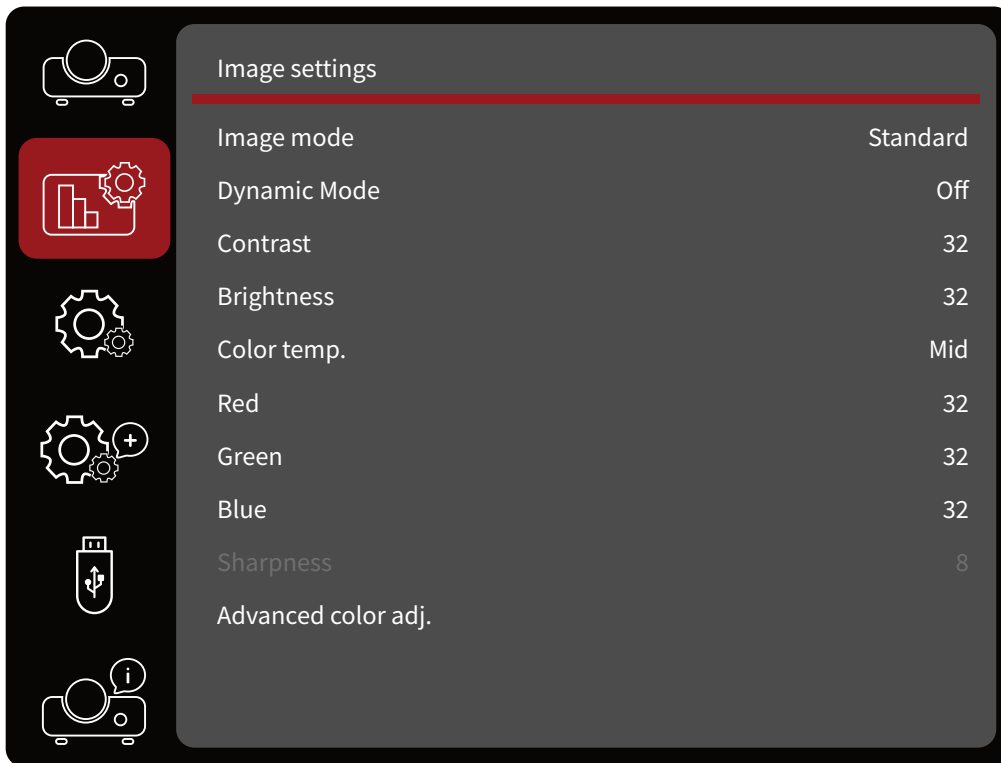 Image settings
Image mode Standard
Dynamic Mode Off
Contrast 32
Brightness 32
Color temp. Mid
Red 32
Green 32
Blue 32
Sharpness 8
Advanced color adj.
i